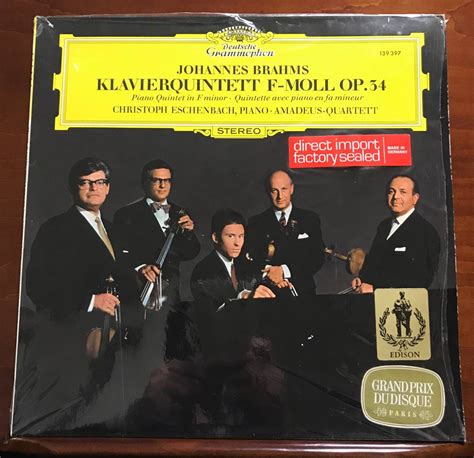 Deutsche
Grammophon
139 397
JOHANNES BRAHMS
KLAVIERQUINTETT F-MOLL OP. 34
Piano Quintet in F minor · Quintette avec piano en fa mineur
CHRISTOPH ESCHENBACH, PIANO · AMADEUS-QUARTETT
STEREO
direct import
factory sealed
MADE IN
GERMANY
EDISON
GRAND PRIX
DU DISQUE
PARIS